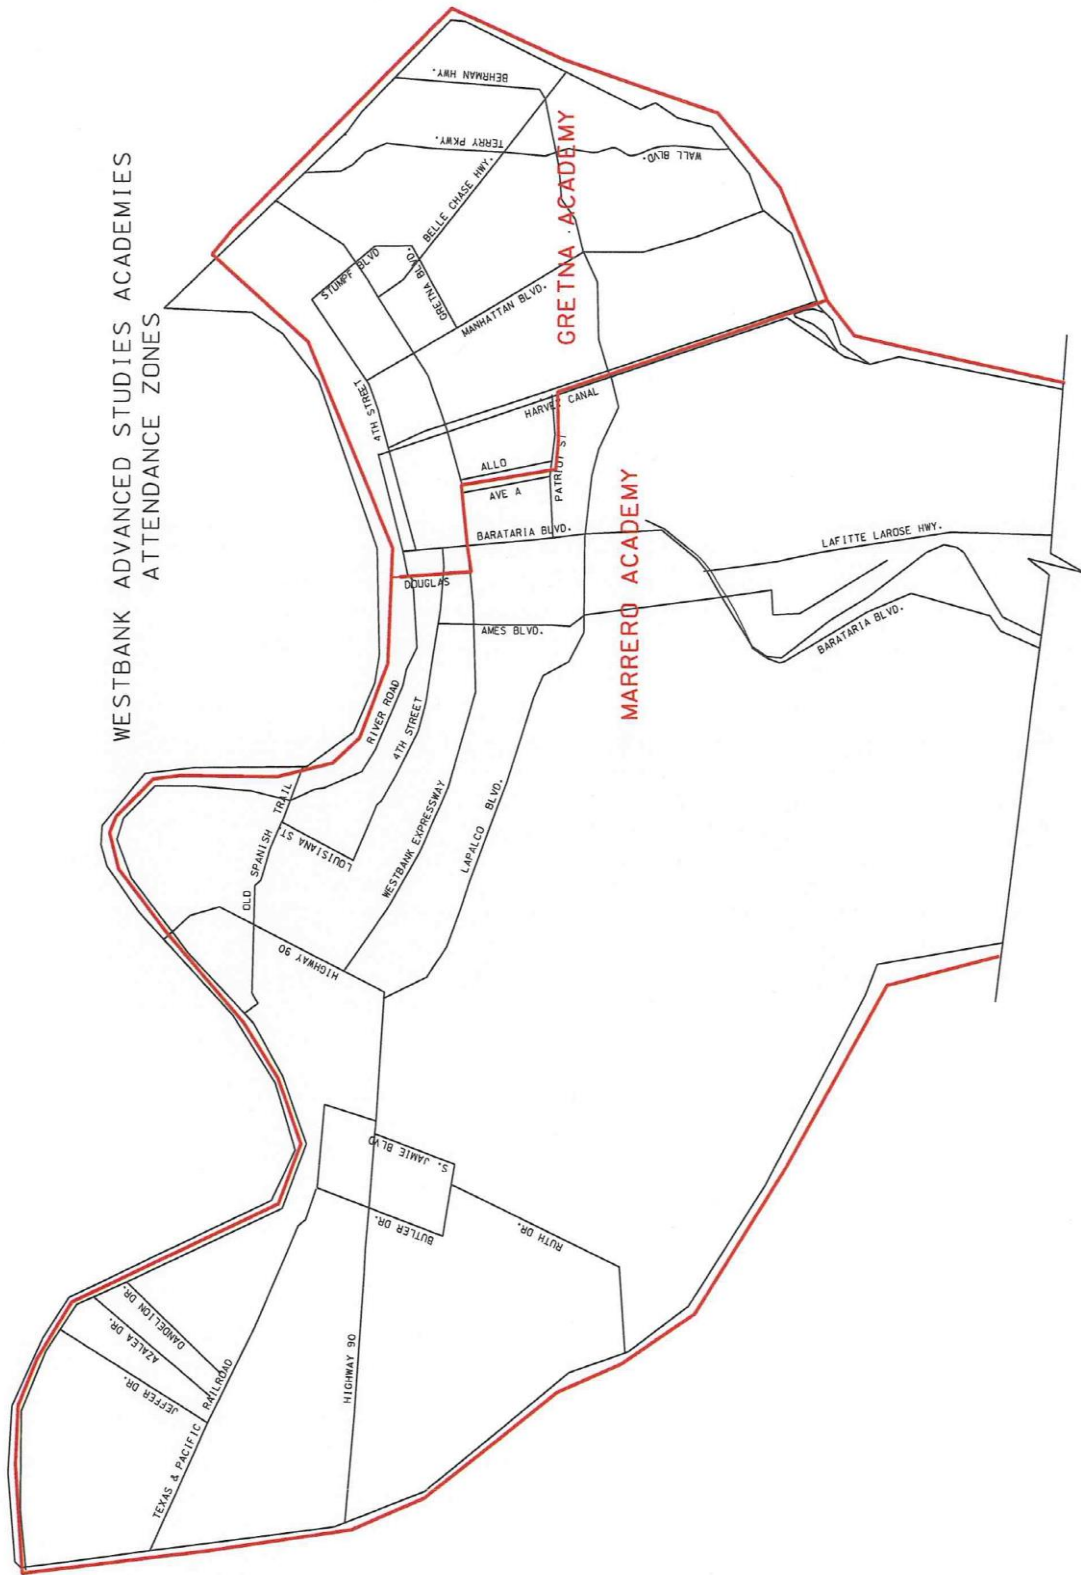 WESTBANK ADVANCED STUDIES ACADEMIES
ATTENDANCE ZONES
BEHRMAN HWY.
TERRY PKWY.
WALL BLVD.
BELLE CHASE HWY.
GRETNA ACADEMY
STUMPF BLVD
GRETNA BLVD.
MANHATTAN BLVD.
4TH STREET
HARVEY CANAL
ALLO
AVE A
PATRIOT ST
BARATARIA BLVD.
DOUGLAS
MARRERO ACADEMY
LAFITTE LAROSE HWY.
AMES BLVD.
BARATARIA BLVD.
RIVER ROAD
4TH STREET
OLD SPANISH TRAIL
LOUISIANA ST.
WESTBANK EXPRESSWAY
LAPALCO BLVD.
HIGHWAY 90
S. JAMIE BLVD
BUTLER DR.
RUTH DR.
DANDELION DR.
AZALEA DR.
JEFFER DR.
TEXAS & PACIFIC RAILROAD
HIGHWAY 90